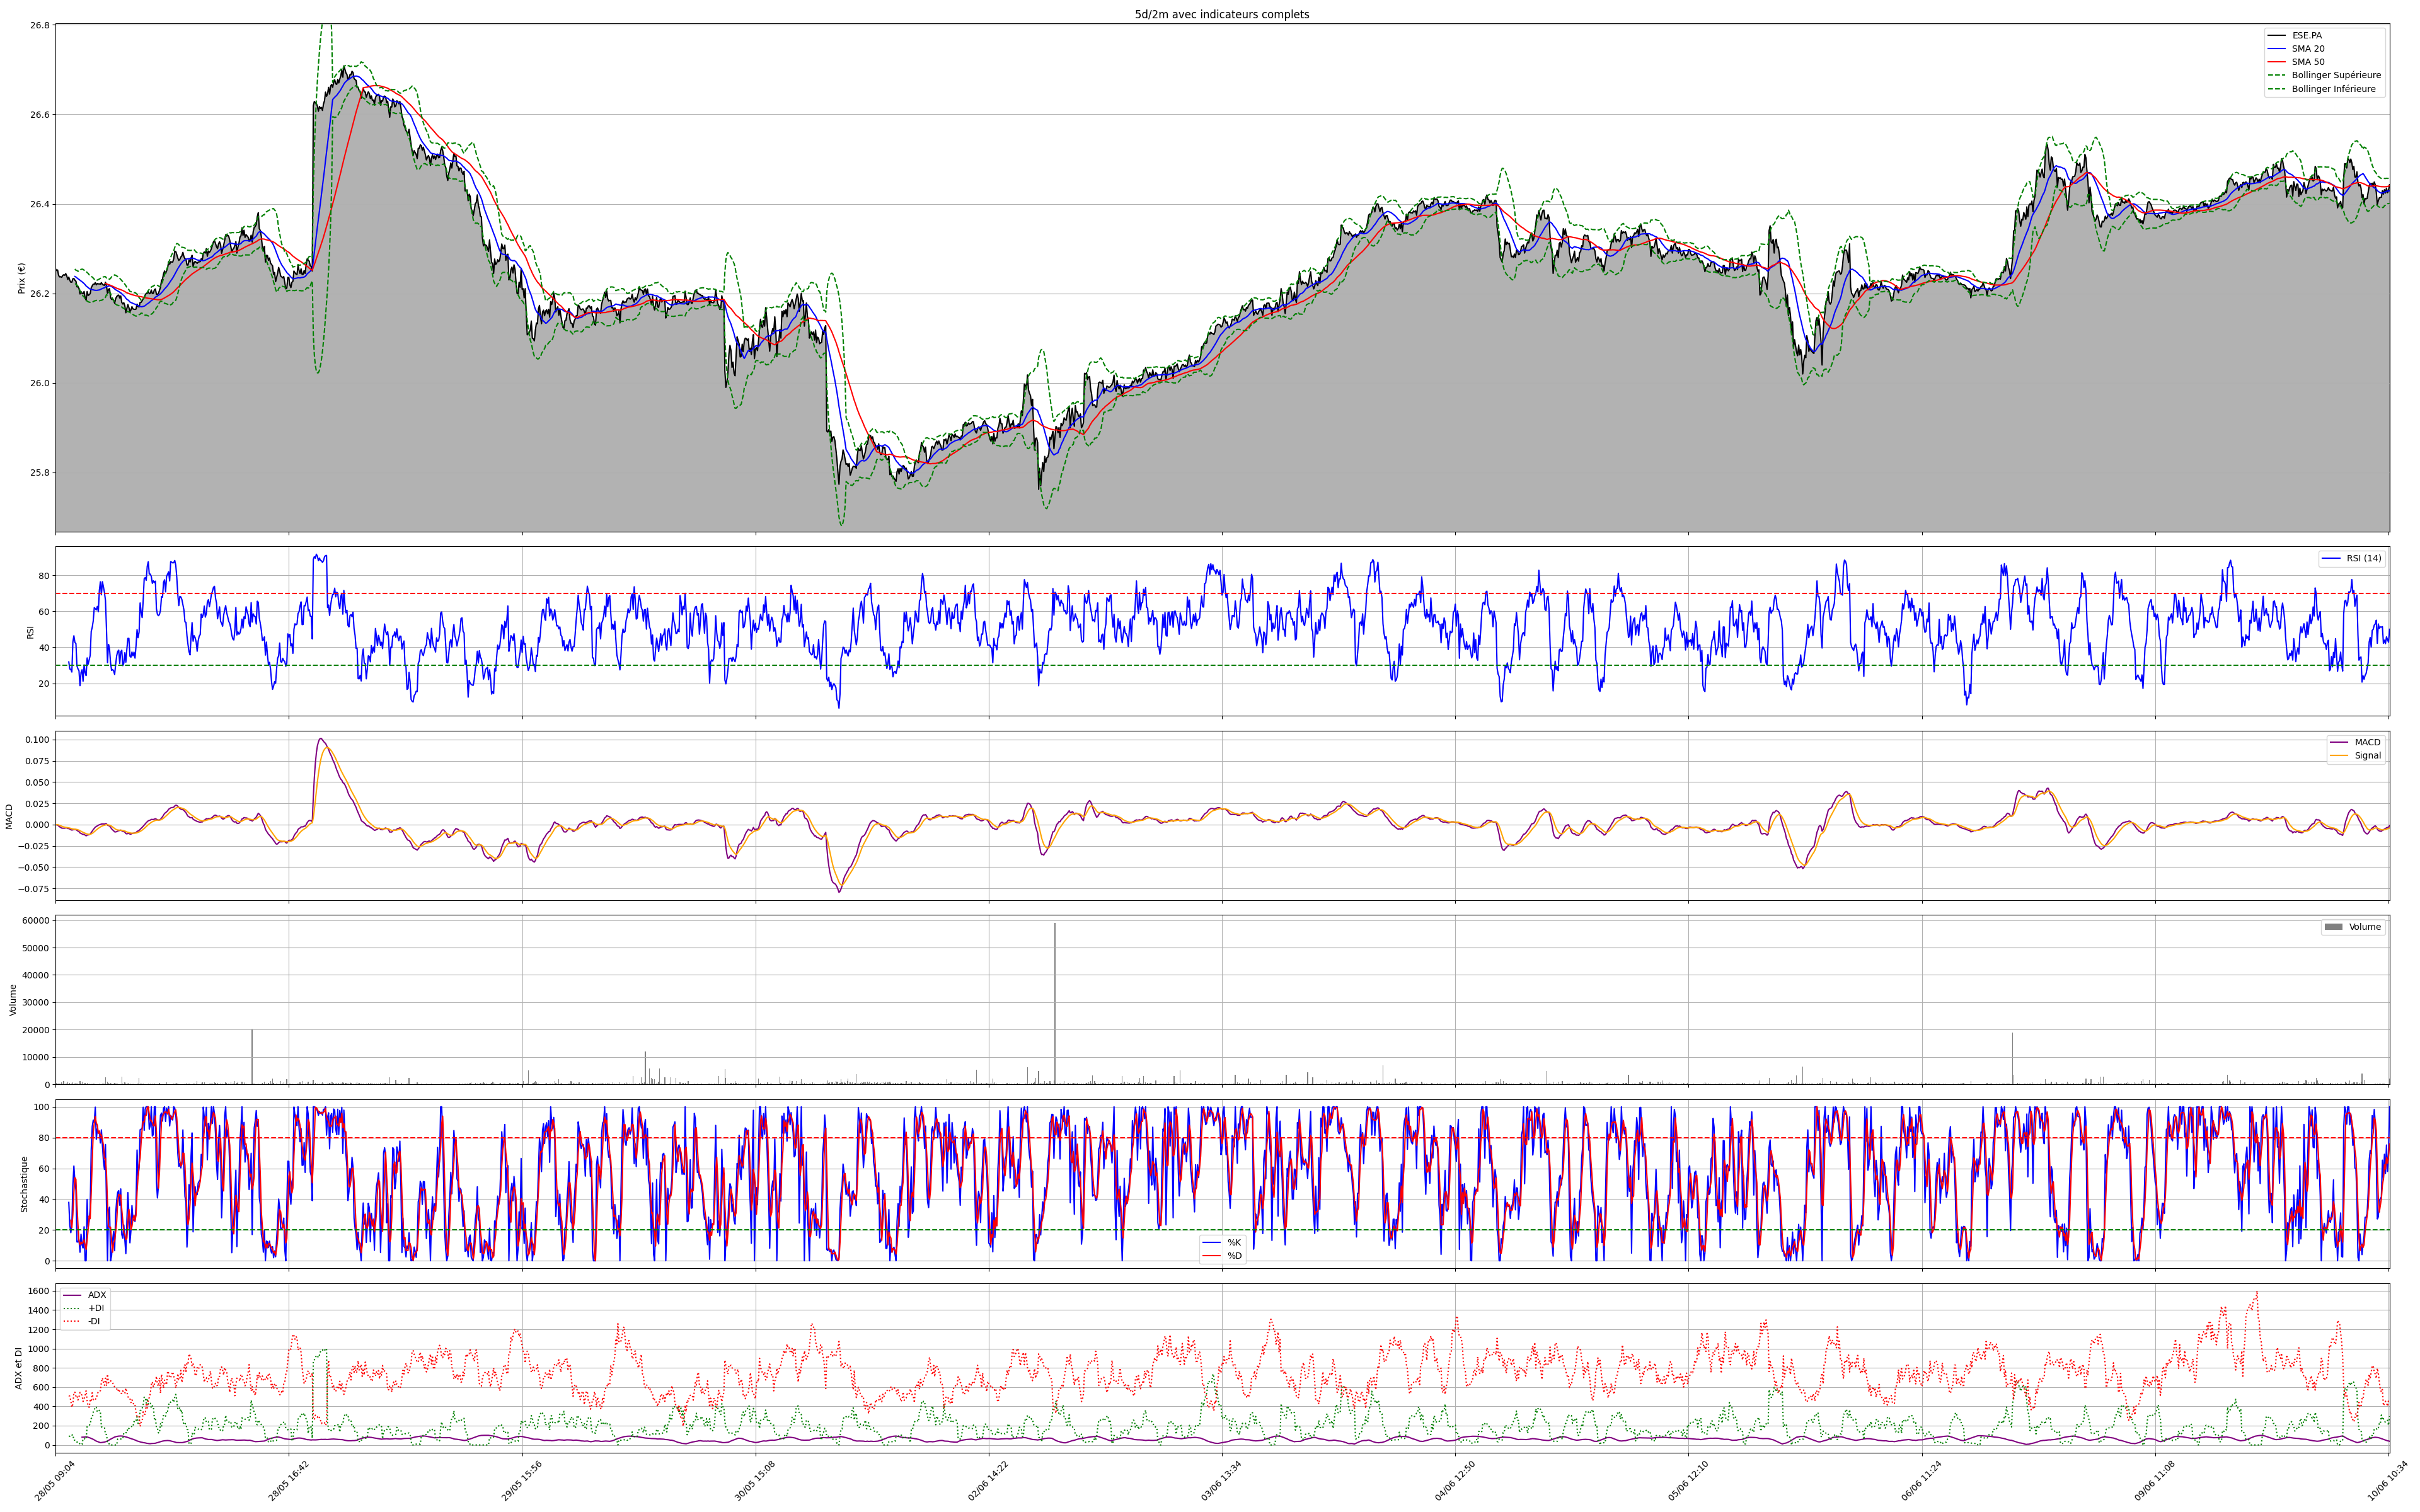 5d/2m avec indicateurs complets
26.8
26.6
26.4
26.2
26.0
25.8
Prix (€)
ESE.PA
SMA 20
SMA 50
Bollinger Supérieure
Bollinger Inférieure
80
60
40
20
RSI
RSI (14)
0.100
0.075
0.050
0.025
0.000
−0.025
−0.050
−0.075
MACD
MACD
Signal
60000
50000
40000
30000
20000
10000
0
Volume
Volume
100
80
60
40
20
0
Stochastique
%K
%D
1600
1400
1200
1000
800
600
400
200
0
ADX et DI
ADX
+DI
-DI
28/05 09:04
28/05 16:42
29/05 15:56
30/05 15:08
02/06 14:22
03/06 13:34
04/06 12:50
05/06 12:10
06/06 11:24
09/06 11:08
10/06 10:34